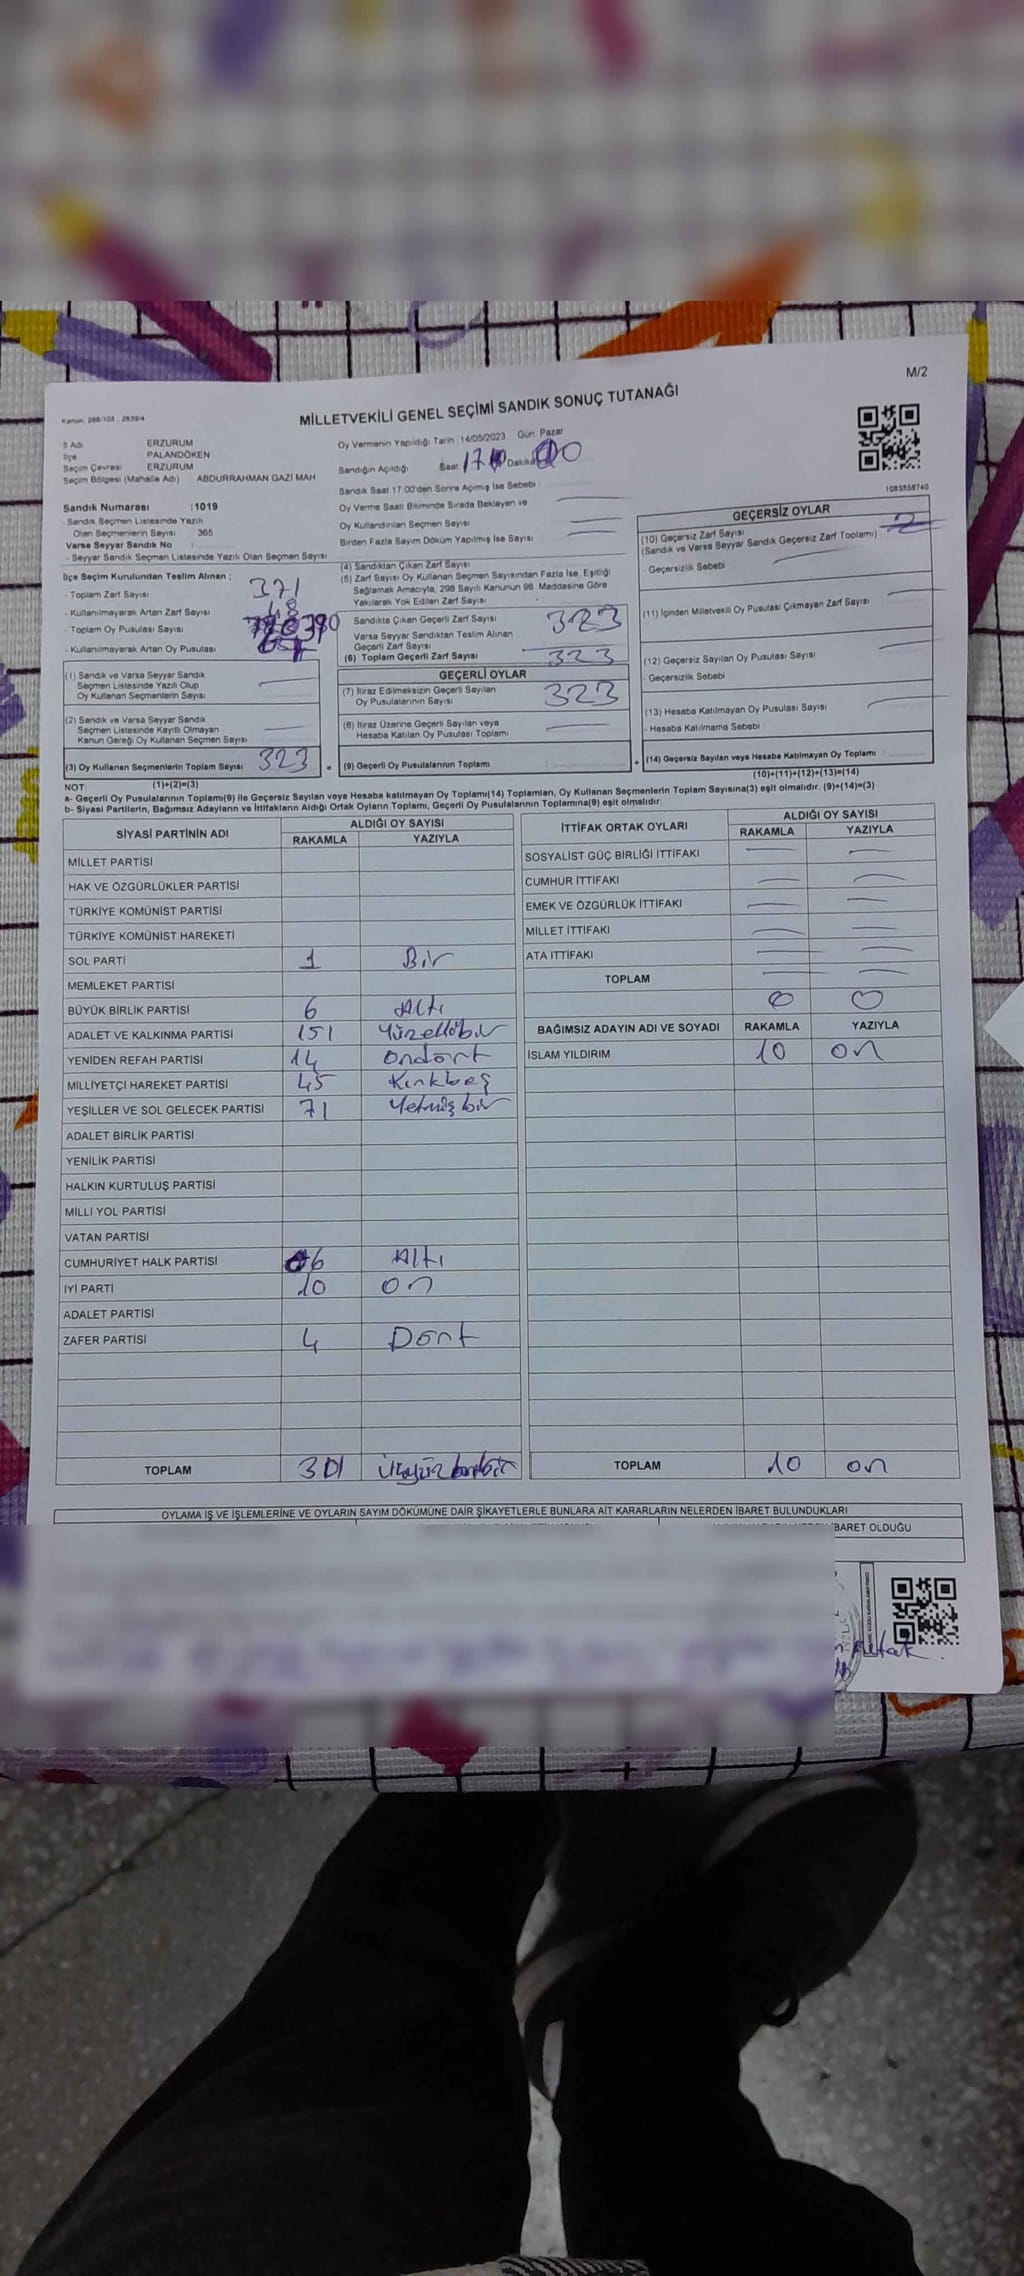 M/2
Kanun: 298/105 , 2839/4
MİLLETVEKİLİ GENEL SEÇİMİ SANDIK SONUÇ TUTANAĞI
İl Adı ERZURUM
İlçe PALANDÖKEN
Seçim Çevresi ERZURUM
Seçim Bölgesi (Mahalle Adı) ABDURRAHMAN GAZİ MAH
Oy Vermenin Yapıldığı Tarih 14/05/2023 Gün: Pazar
Sandığın Açıldığı Saat: 17 Dakika 00
Sandık Saat 17.00'den Sonra Açılmış İse Sebebi
Oy Verme Saati Bitiminde Sırada Bekleyen ve
Oy Kullandırılan Seçmen Sayısı
Birden Fazla Sayım Döküm Yapılmış İse Sayısı
1083558740
Sandık Numarası : 1019
- Sandık Seçmen Listesinde Yazılı
Olan Seçmenlerin Sayısı : 365
Varsa Seyyar Sandık No :
- Seyyar Sandık Seçmen Listesinde Yazılı Olan Seçmen Sayısı
İlçe Seçim Kurulundan Teslim Alınan ;
- Toplam Zarf Sayısı 371
- Kullanılmayarak Artan Zarf Sayısı 48
- Toplam Oy Pusulası Sayısı 390
- Kullanılmayarak Artan Oy Pusulası
(1) Sandık ve Varsa Seyyar Sandık
Seçmen Listesinde Yazılı Olup
Oy Kullanan Seçmenlerin Sayısı
(2) Sandık ve Varsa Seyyar Sandık
Seçmen Listesinde Kayıtlı Olmayan
Kanun Gereği Oy Kullanan Seçmen Sayısı
(3) Oy Kullanan Seçmenlerin Toplam Sayısı 323
(1)+(2)=(3)
(4) Sandıktan Çıkan Zarf Sayısı
(5) Zarf Sayısı Oy Kullanan Seçmen Sayısından Fazla İse, Eşitliği
Sağlamak Amacıyla, 298 Sayılı Kanunun 98. Maddesine Göre
Yakılarak Yok Edilen Zarf Sayısı
Sandıkta Çıkan Geçerli Zarf Sayısı 323
Varsa Seyyar Sandıktan Teslim Alınan
Geçerli Zarf Sayısı
(6) Toplam Geçerli Zarf Sayısı 323
GEÇERLİ OYLAR
(7) İtiraz Edilmeksizin Geçerli Sayılan
Oy Pusulalarının Sayısı 323
(8) İtiraz Üzerine Geçerli Sayılan veya
Hesaba Katılan Oy Pusulası Toplamı
(9) Geçerli Oy Pusulalarının Toplamı
GEÇERSİZ OYLAR
(10) Geçersiz Zarf Sayısı
(Sandık ve Varsa Seyyar Sandık Geçersiz Zarf Toplamı)
- Geçersizlik Sebebi
(11) İçinden Milletvekili Oy Pusulası Çıkmayan Zarf Sayısı
(12) Geçersiz Sayılan Oy Pusulası Sayısı
- Geçersizlik Sebebi
(13) Hesaba Katılmayan Oy Pusulası Sayısı
- Hesaba Katılmama Sebebi
(14) Geçersiz Sayılan veya Hesaba Katılmayan Oy Toplamı
(10)+(11)+(12)+(13)=(14)
NOT:
a- Geçerli Oy Pusulalarının Toplamı(9) ile Geçersiz Sayılan veya Hesaba katılmayan Oy Toplamı(14) Toplamları, Oy Kullanan Seçmenlerin Toplam Sayısına(3) eşit olmalıdır. (9)+(14)=(3)
b- Siyasi Partilerin, Bağımsız Adayların ve İttifakların Aldığı Ortak Oyların Toplamı, Geçerli Oy Pusulalarının Toplamına(9) eşit olmalıdır.
SİYASİ PARTİNİN ADI ALDIĞI OY SAYISI
RAKAMLA YAZIYLA
MİLLET PARTİSİ
HAK VE ÖZGÜRLÜKLER PARTİSİ
TÜRKİYE KOMÜNİST PARTİSİ
TÜRKİYE KOMÜNİST HAREKETİ
SOL PARTİ 1 Bir
MEMLEKET PARTİSİ
BÜYÜK BİRLİK PARTİSİ 6 Altı
ADALET VE KALKINMA PARTİSİ 151 Yüzellibir
YENİDEN REFAH PARTİSİ 14 Ondört
MİLLİYETÇİ HAREKET PARTİSİ 45 Kırkbeş
YEŞİLLER VE SOL GELECEK PARTİSİ 71 Yetmişbir
ADALET BİRLİK PARTİSİ
YENİLİK PARTİSİ
HALKIN KURTULUŞ PARTİSİ
MİLLİ YOL PARTİSİ
VATAN PARTİSİ
CUMHURİYET HALK PARTİSİ 6 Altı
İYİ PARTİ 10 on
ADALET PARTİSİ
ZAFER PARTİSİ 4 Dört
TOPLAM 301
İTTİFAK ORTAK OYLARI ALDIĞI OY SAYISI
RAKAMLA YAZIYLA
SOSYALİST GÜÇ BİRLİĞİ İTTİFAKI
CUMHUR İTTİFAKI
EMEK VE ÖZGÜRLÜK İTTİFAKI
MİLLET İTTİFAKI
ATA İTTİFAKI
TOPLAM
0 0
BAĞIMSIZ ADAYIN ADI VE SOYADI RAKAMLA YAZIYLA
İSLAM YILDIRIM 10 on
TOPLAM 10 on
OYLAMA İŞ VE İŞLEMLERİNE VE OYLARIN SAYIM DÖKÜMÜNE DAİR ŞİKAYETLERLE BUNLARA AİT KARARLARIN NELERDEN İBARET BULUNDUKLARI
İBARET OLDUĞU